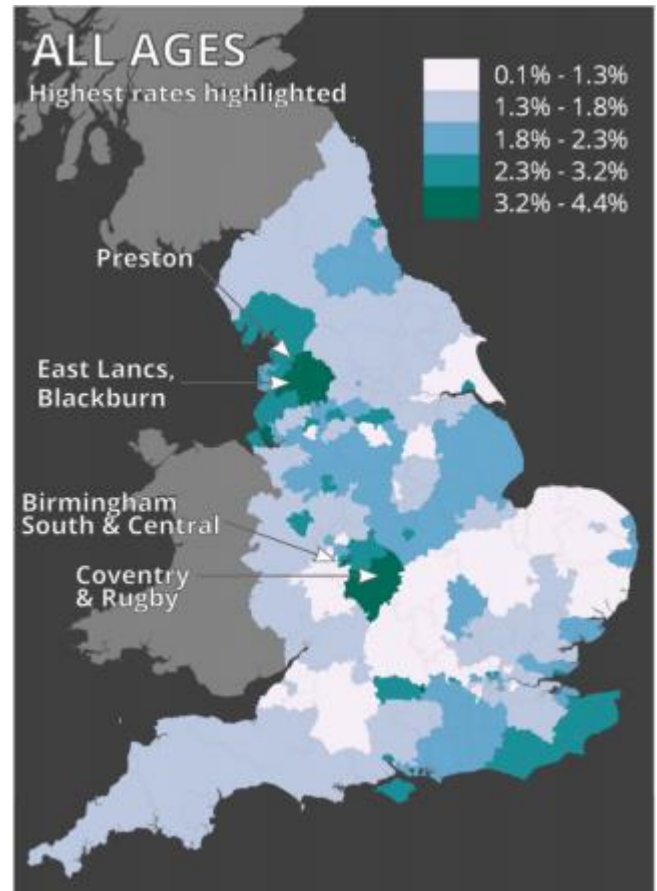 ALL AGES
Highest rates highlighted
0.1% - 1.3%
1.3% - 1.8%
1.8% - 2.3%
2.3% - 3.2%
3.2% - 4.4%
Preston
East Lancs,
Blackburn
Birmingham
South & Central
Coventry
& Rugby